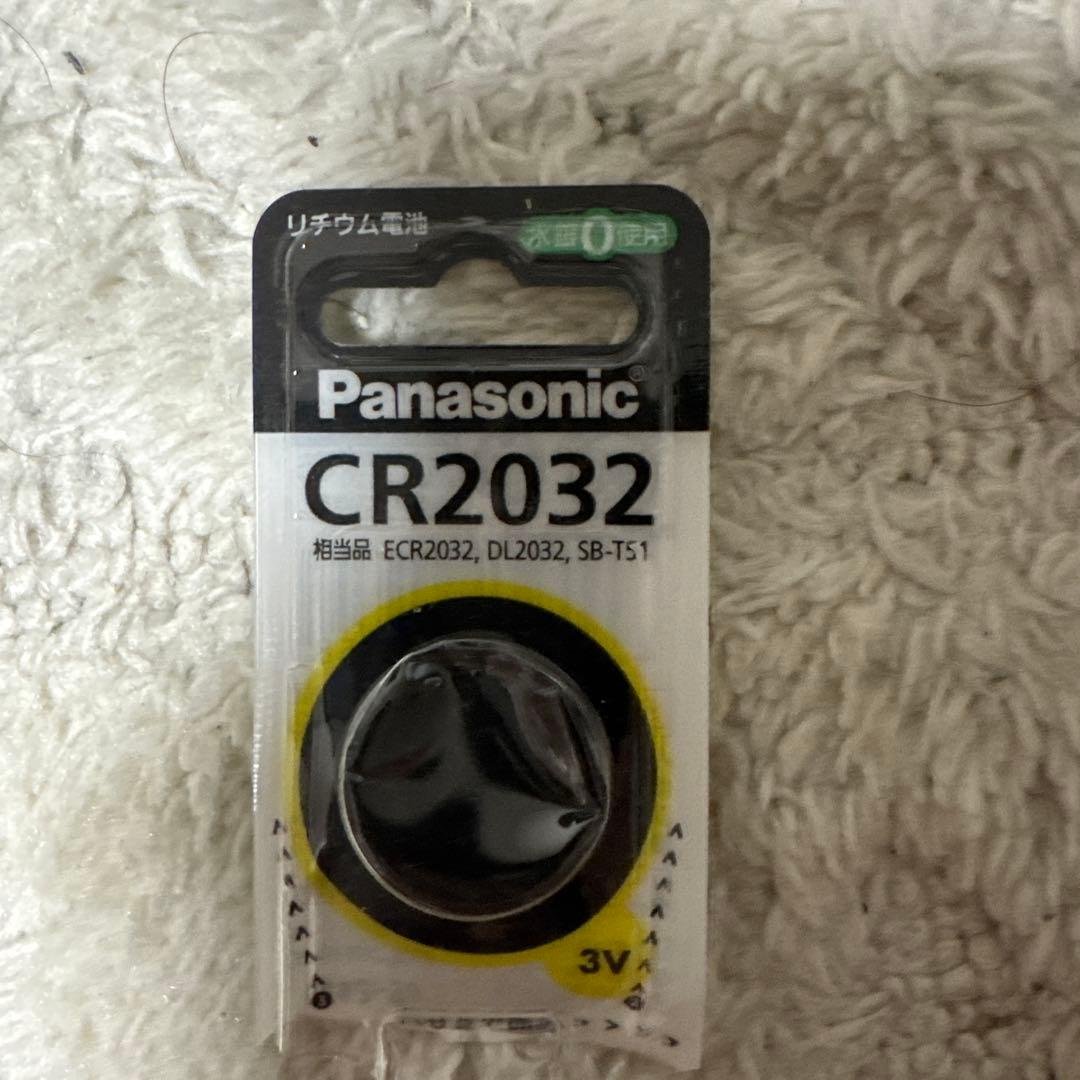 リチウム電池
水銀0使用
Panasonic®
CR2032
相当品 ECR2032, DL2032, SB-T51
3V